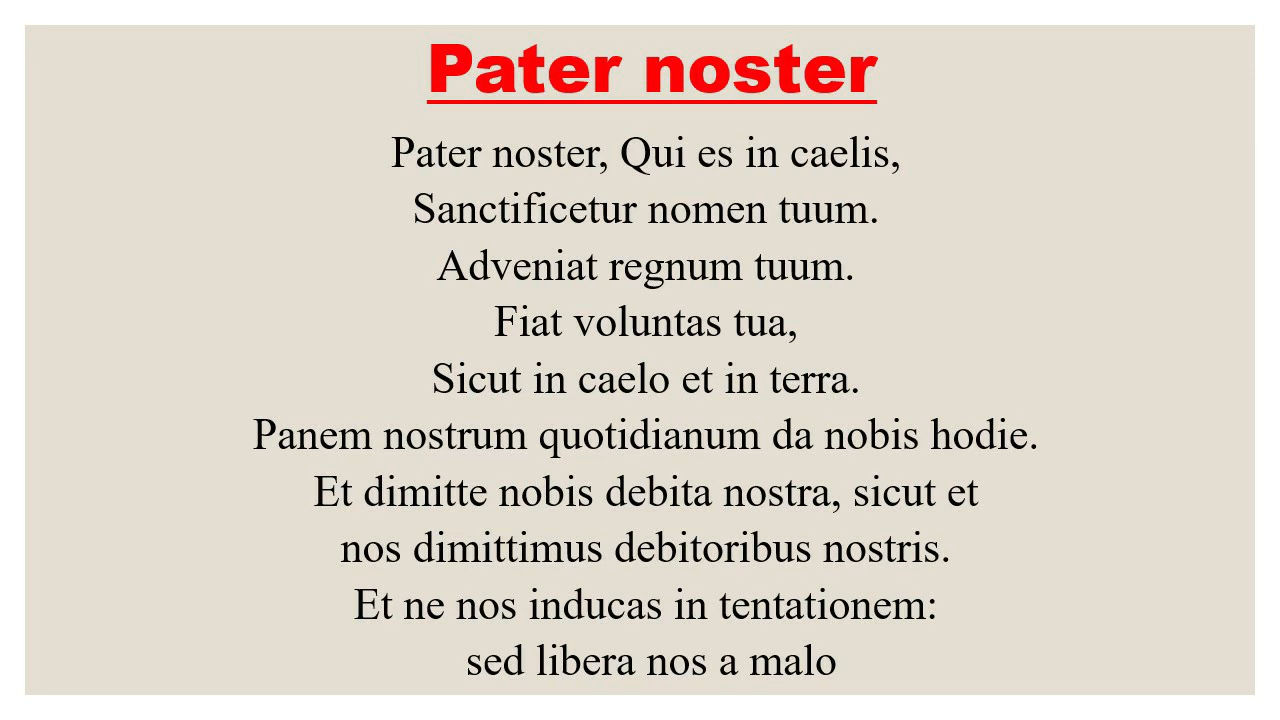 Pater noster
Pater noster, Qui es in caelis,
Sanctificetur nomen tuum.
Adveniat regnum tuum.
Fiat voluntas tua,
Sicut in caelo et in terra.
Panem nostrum quotidianum da nobis hodie.
Et dimitte nobis debita nostra, sicut et
nos dimittimus debitoribus nostris.
Et ne nos inducas in tentationem:
sed libera nos a malo